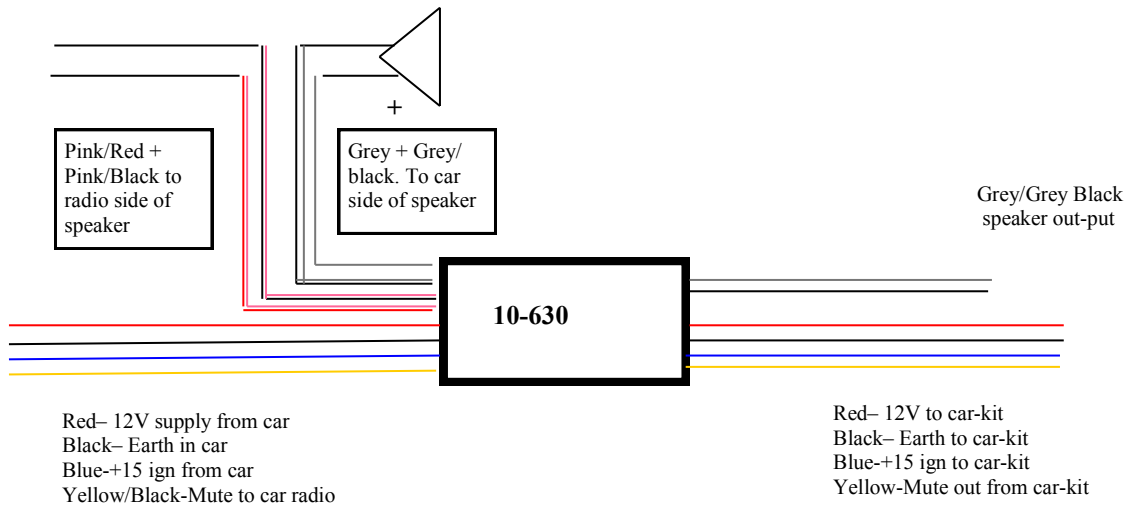 +
Pink/Red +
Pink/Black to
radio side of
speaker
Grey + Grey/
black. To car
side of speaker
Grey/Grey Black
speaker out-put
10-630
Red– 12V supply from car
Black– Earth in car
Blue-+15 ign from car
Yellow/Black-Mute to car radio
Red– 12V to car-kit
Black– Earth to car-kit
Blue-+15 ign to car-kit
Yellow-Mute out from car-kit